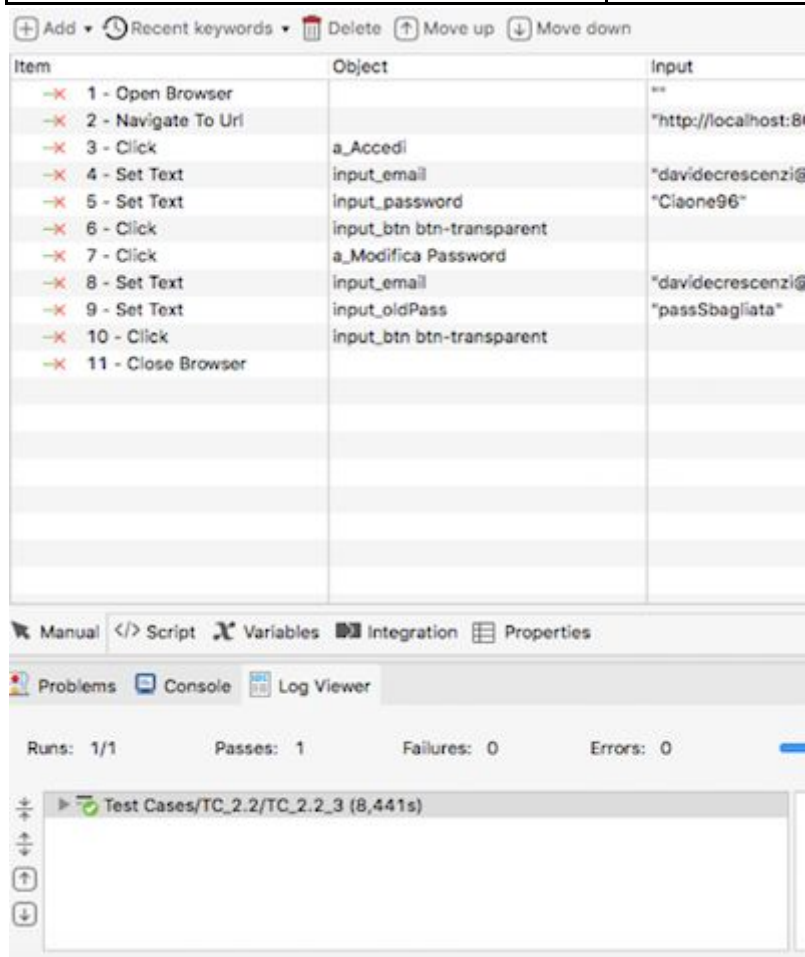 Add Recent keywords Delete Move up Move down
Item Object Input
1 - Open Browser ""
2 - Navigate To Url "http://localhost:8
3 - Click a_Accedi
4 - Set Text input_email "davidecrescenzi@
5 - Set Text input_password "Ciaone96"
6 - Click input_btn btn-transparent
7 - Click a_Modifica Password
8 - Set Text input_email "davidecrescenzi@
9 - Set Text input_oldPass "passSbagliata"
10 - Click input_btn btn-transparent
11 - Close Browser
Manual </> Script Variables Integration Properties
Problems Console Log Viewer
Runs: 1/1 Passes: 1 Failures: 0 Errors: 0
Test Cases/TC_2.2/TC_2.2_3 (8,441s)